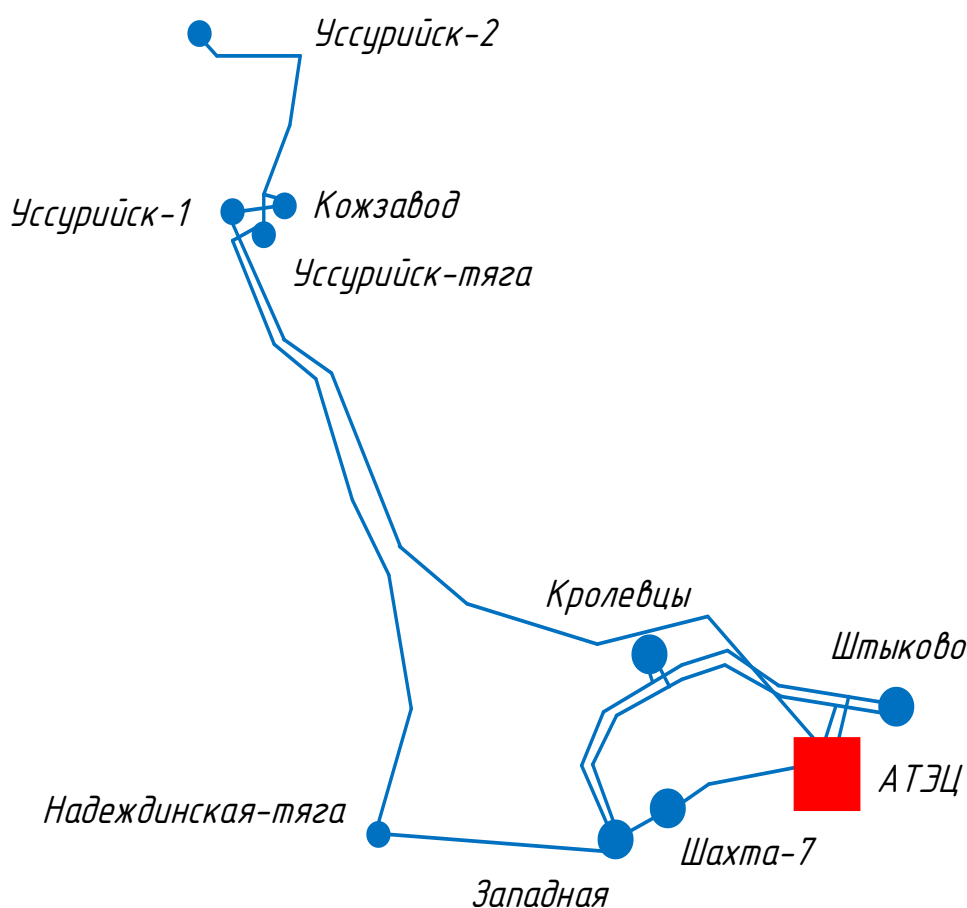 Уссурийск-2
Уссурийск-1
Кожзавод
Уссурийск-тяга
Кролевцы
Штыково
АТЭЦ
Надеждинская-тяга
Шахта-7
Западная